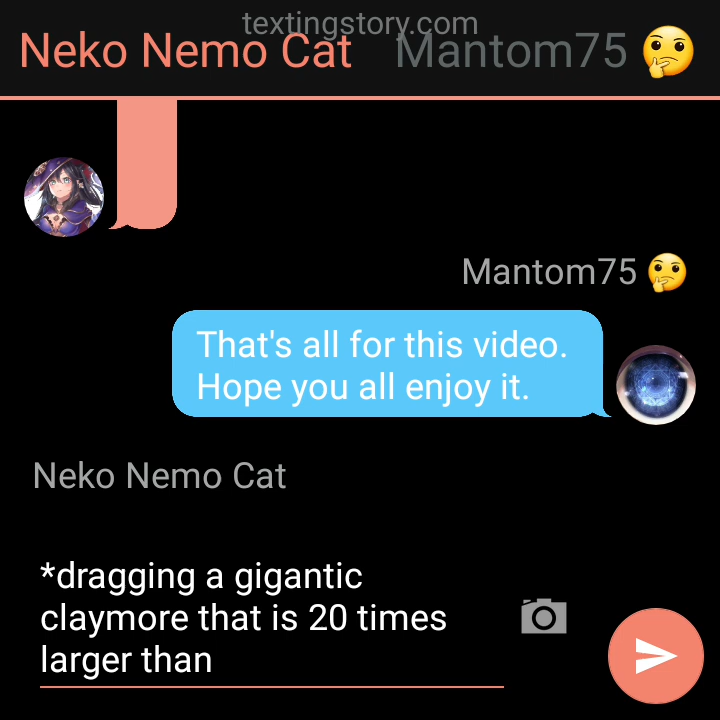 textingstory.com
Neko Nemo Cat Mantom75 🤔
Mantom75 🤔
That's all for this video.
Hope you all enjoy it.
Neko Nemo Cat
*dragging a gigantic
claymore that is 20 times
larger than